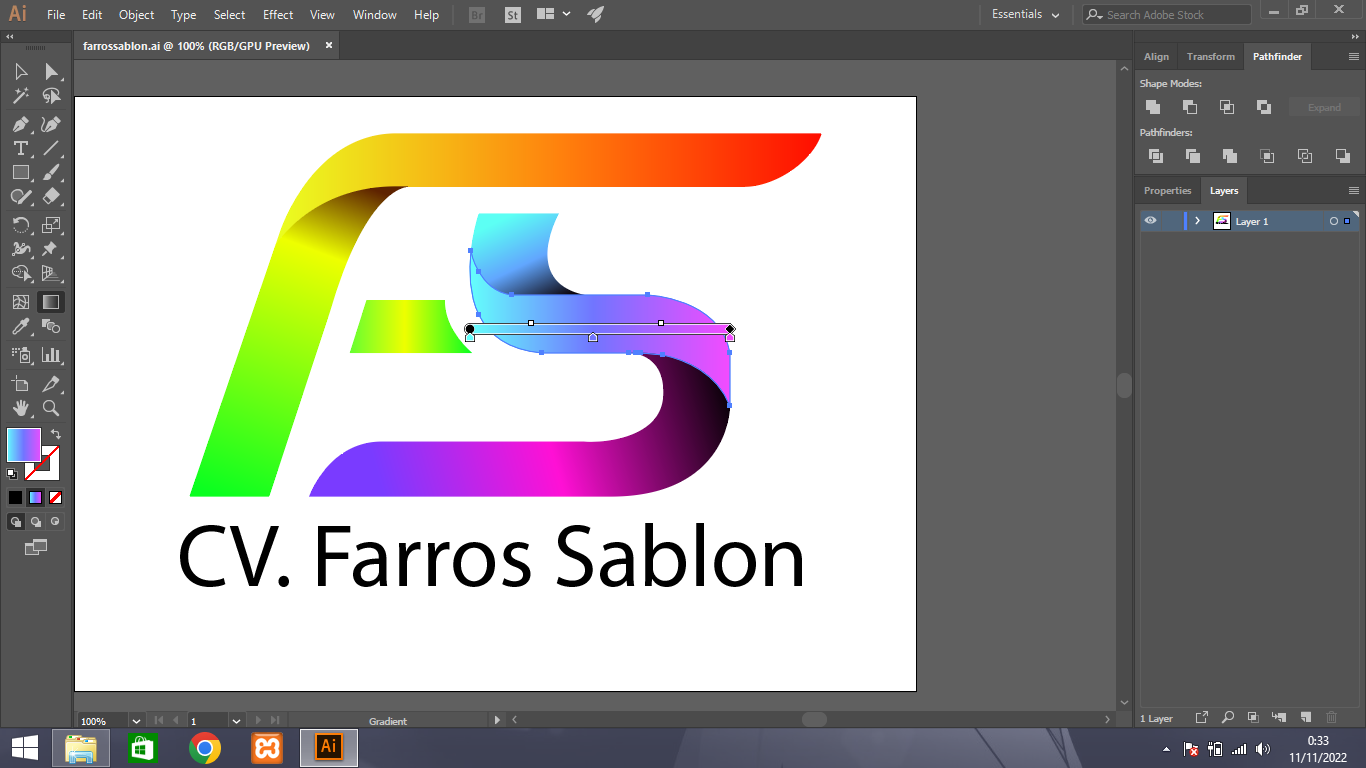 Ai File Edit Object Type Select Effect View Window Help Br St Essentials Search Adobe Stock
farrossablon.ai @ 100% (RGB/GPU Preview) ×
Align Transform Pathfinder
Shape Modes:
Expand
Pathfinders:
Properties Layers
Layer 1
CV. Farros Sablon
100% 1 Gradient
1 Layer
Ai
0:33
11/11/2022